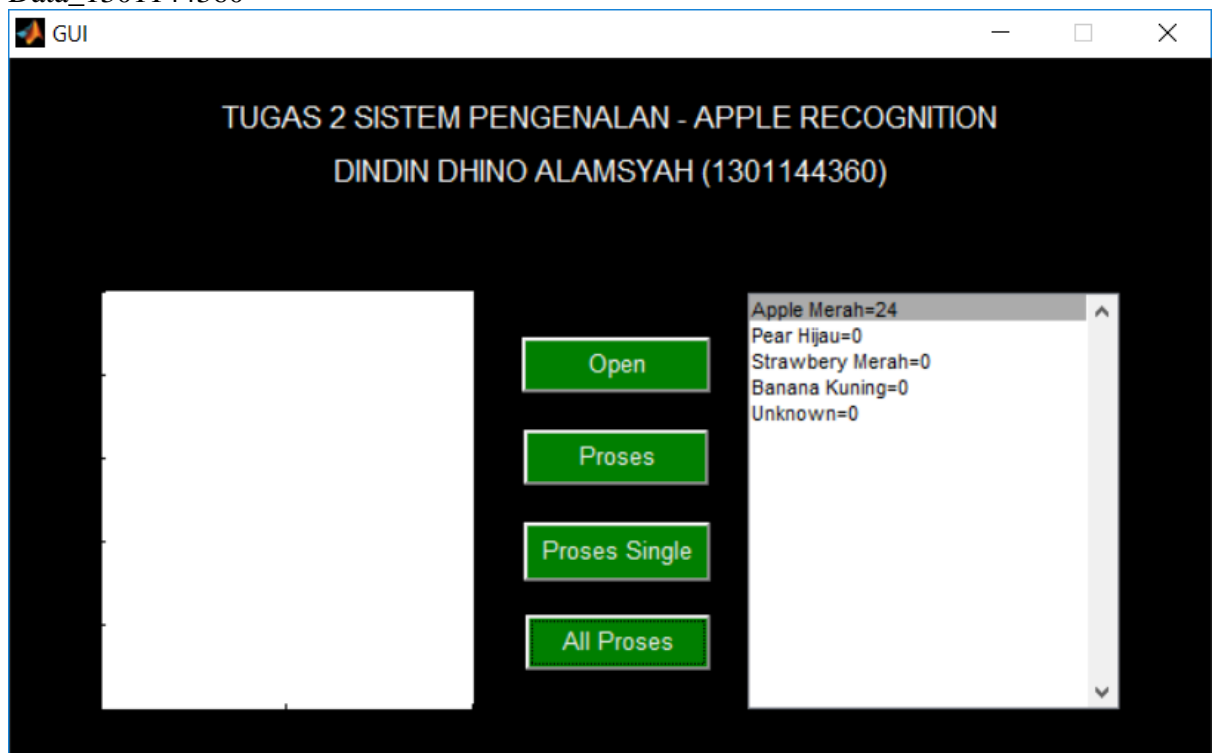 Data_1301144360
GUI
TUGAS 2 SISTEM PENGENALAN - APPLE RECOGNITION
DINDIN DHINO ALAMSYAH (1301144360)
Open
Proses
Proses Single
All Proses
Apple Merah=24
Pear Hijau=0
Strawbery Merah=0
Banana Kuning=0
Unknown=0